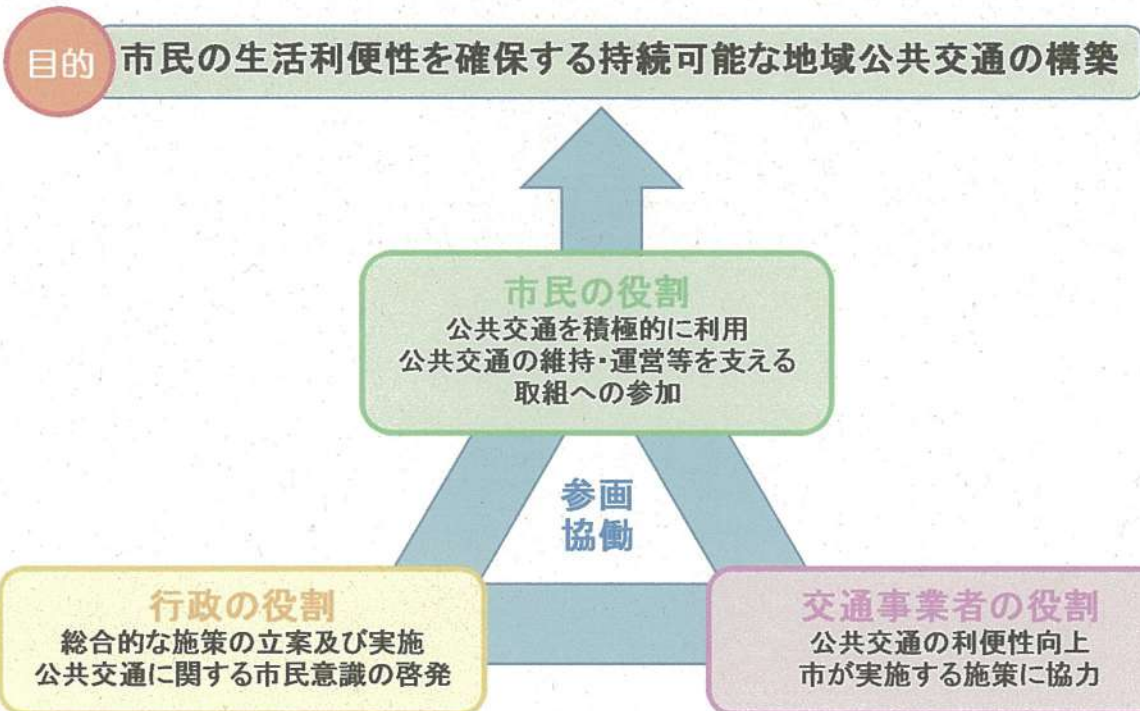 目的
市民の生活利便性を確保する持続可能な地域公共交通の構築
市民の役割
公共交通を積極的に利用
公共交通の維持・運営等を支える
取組への参加
参画
協働
行政の役割
総合的な施策の立案及び実施
公共交通に関する市民意識の啓発
交通事業者の役割
公共交通の利便性向上
市が実施する施策に協力